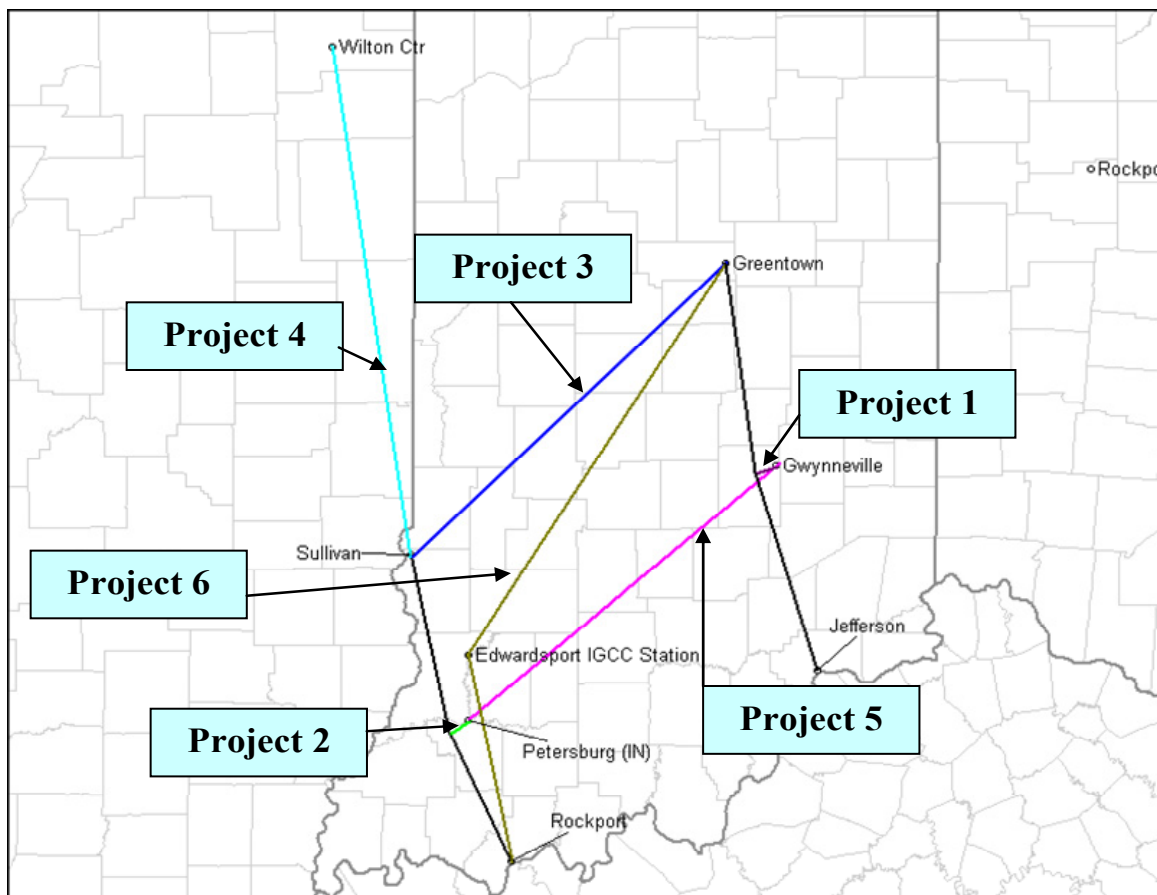 Wilton Ctr
Rockpo
Project 3
Greentown
Project 4
Project 1
Gwynneville
Sullivan
Project 6
Jefferson
Edwardsport IGCC Station
Project 5
Project 2
Petersburg (IN)
Rockport